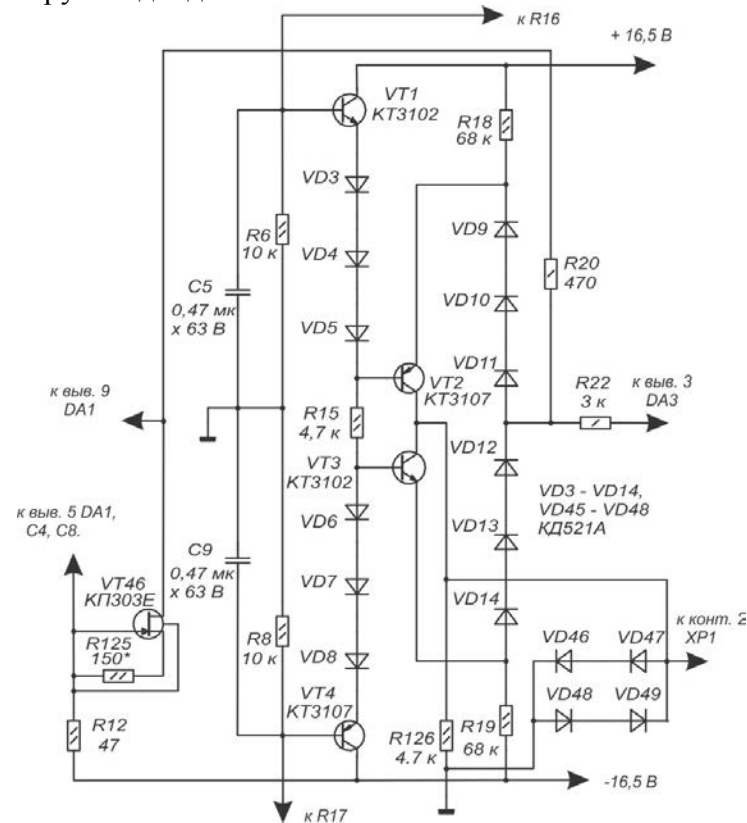 к R16
+ 16,5 В
VT1
КТ3102
R18
68 к
VD3
VD9
R6
10 к
VD4
R20
470
C5
0,47 мк
х 63 В
VD10
VD5
VD11
к выв. 9
DA1
VT2
КТ3107
R22
3 к
к выв. 3
DA3
R15
4,7 к
VT3
КТ3102
VD12
к выв. 5 DA1,
C4, C8.
VD6
VD3 - VD14,
VD45 - VD48
КД521А
C9
0,47 мк
х 63 В
VD13
VT46
КП303Е
VD7
R125
150*
R8
10 к
VD14
к конт. 2
XP1
VD46
VD47
VD8
VD48
VD49
VT4
КТ3107
R12
47
R126
4.7 к
R19
68 к
-16,5 В
к R17